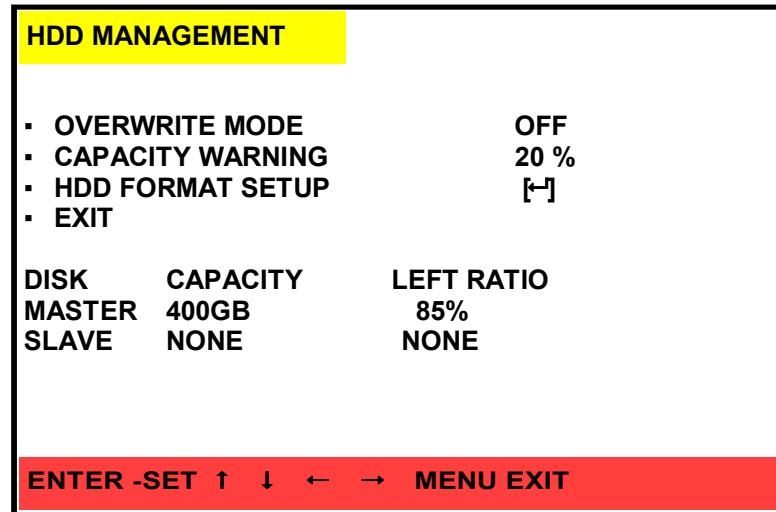 HDD MANAGEMENT
▪ OVERWRITE MODE OFF
▪ CAPACITY WARNING 20 %
▪ HDD FORMAT SETUP [↵]
▪ EXIT
DISK CAPACITY LEFT RATIO
MASTER 400GB 85%
SLAVE NONE NONE
ENTER -SET ↑ ↓ ← → MENU EXIT